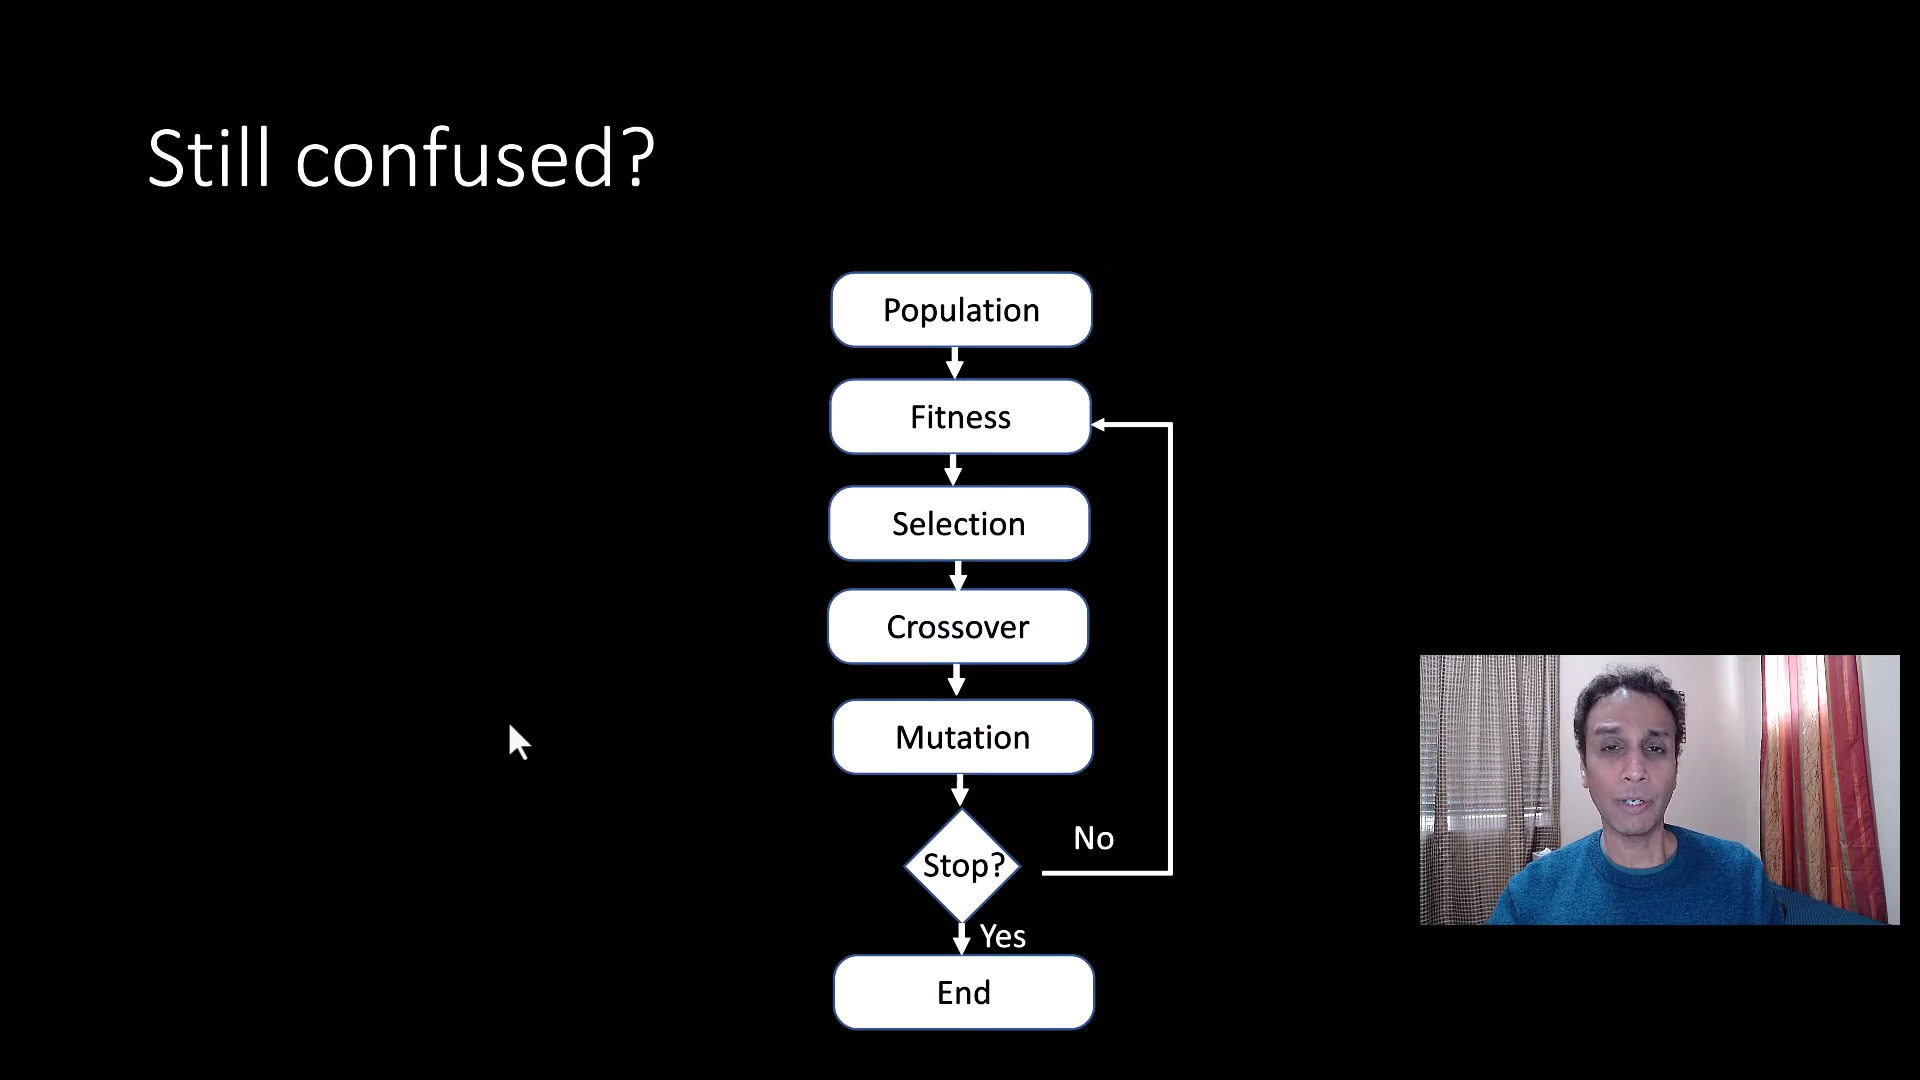 Still confused?
Population
Fitness
Selection
Crossover
Mutation
Stop?
No
Yes
End